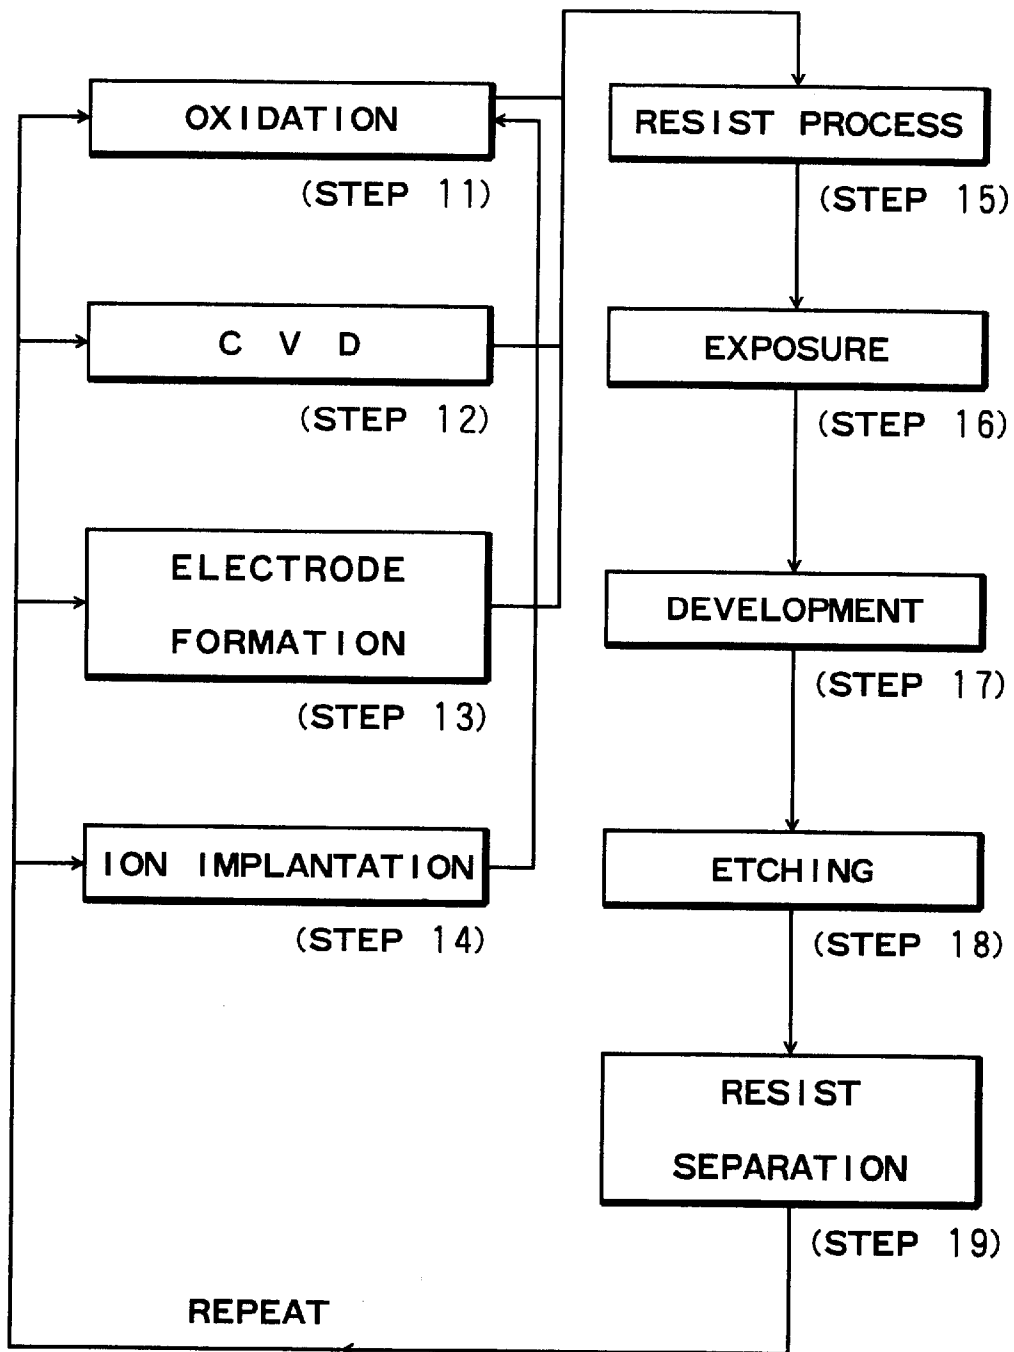 OXIDATION
(STEP 11)
C V D
(STEP 12)
ELECTRODE
FORMATION
(STEP 13)
ION IMPLANTATION
(STEP 14)
RESIST PROCESS
(STEP 15)
EXPOSURE
(STEP 16)
DEVELOPMENT
(STEP 17)
ETCHING
(STEP 18)
RESIST
SEPARATION
(STEP 19)
REPEAT